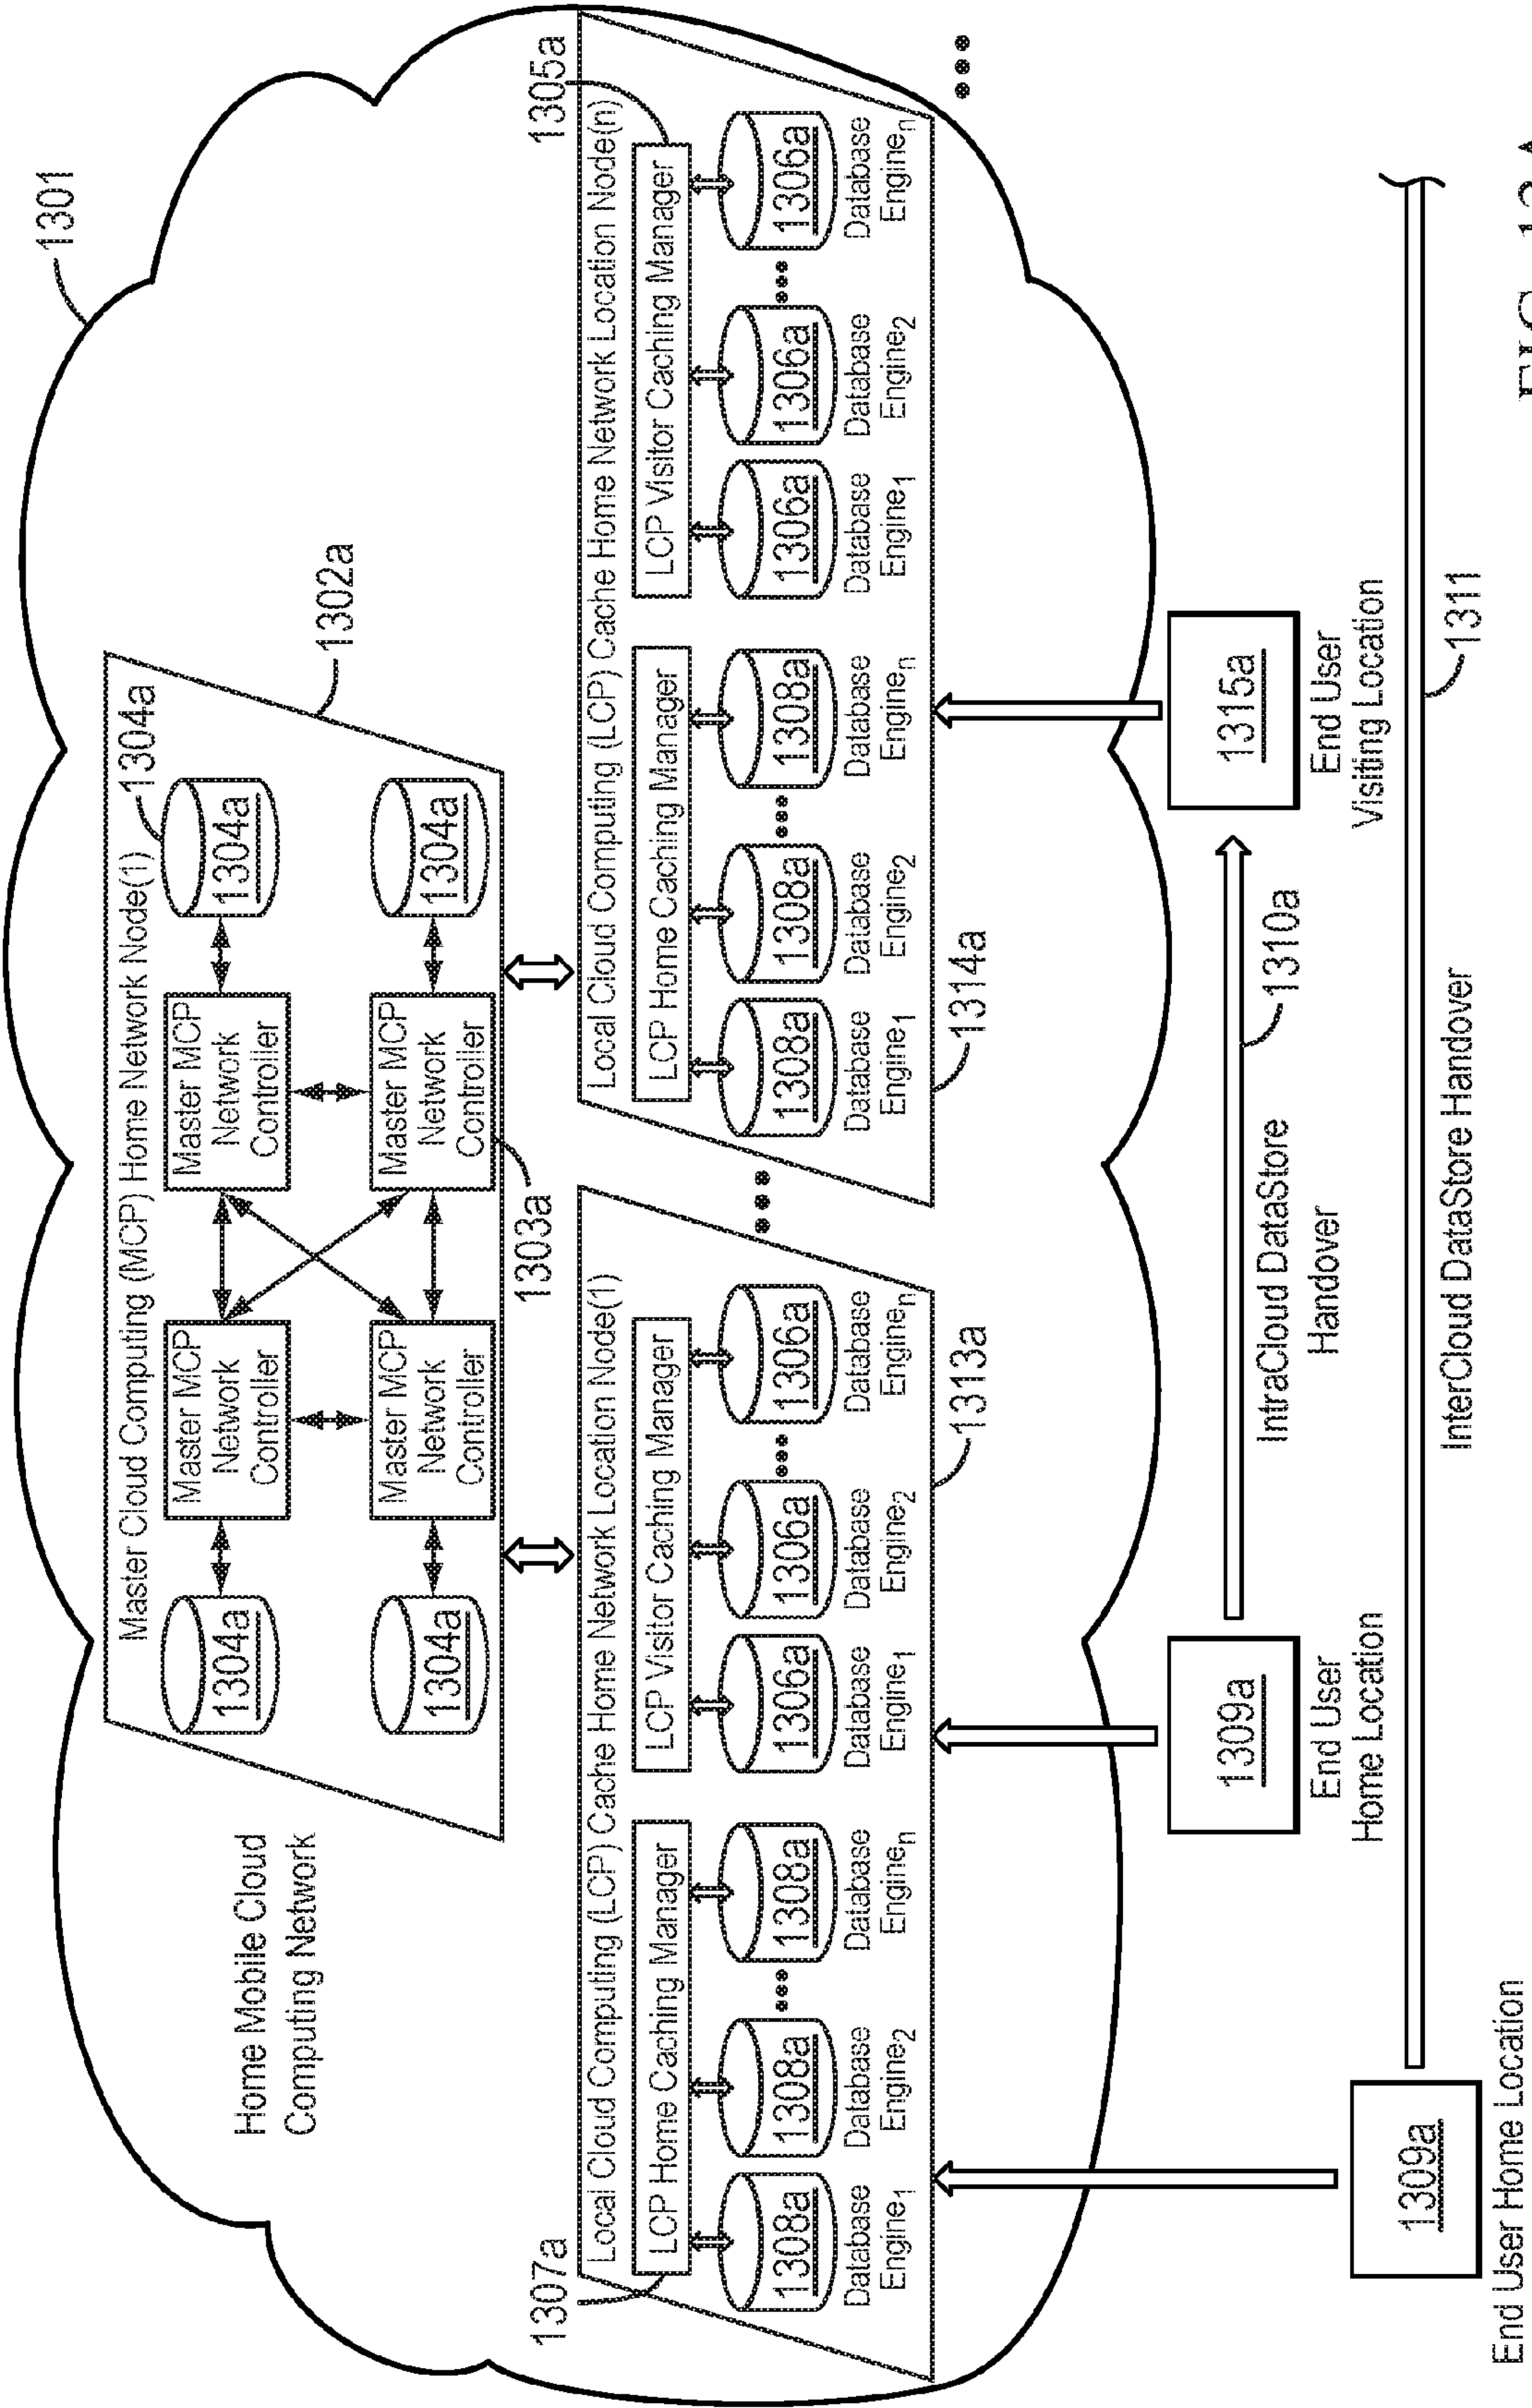 1301
Home Mobile Cloud
Computing Network
Master Cloud Computing (MCP) Home Network Node(1)
1302a
1304a
1304a
Master MCP
Network
Controller
Master MCP
Network
Controller
1304a
1304a
Master MCP
Network
Controller
Master MCP
Network
Controller
1304a
1303a
1307a
Local Cloud Computing (LCP) Cache Home Network Location Node(1)
LCP Home Caching Manager
1308a
1308a
1308a
Database
Engine1
Database
Engine2
Database
Enginen
LCP Visitor Caching Manager
1306a
1306a
1306a
Database
Engine1
Database
Engine2
Database
Enginen
1313a
1305a
Local Cloud Computing (LCP) Cache Home Network Location Node(n)
LCP Home Caching Manager
1308a
1308a
1308a
Database
Engine1
Database
Engine2
Database
Enginen
LCP Visitor Caching Manager
1306a
1306a
1306a
Database
Engine1
Database
Engine2
Database
Enginen
1314a
1309a
End User
Home Location
1315a
End User
Visiting Location
1310a
IntraCloud DataStore
Handover
1309a
End User Home Location
1311
InterCloud DataStore Handover